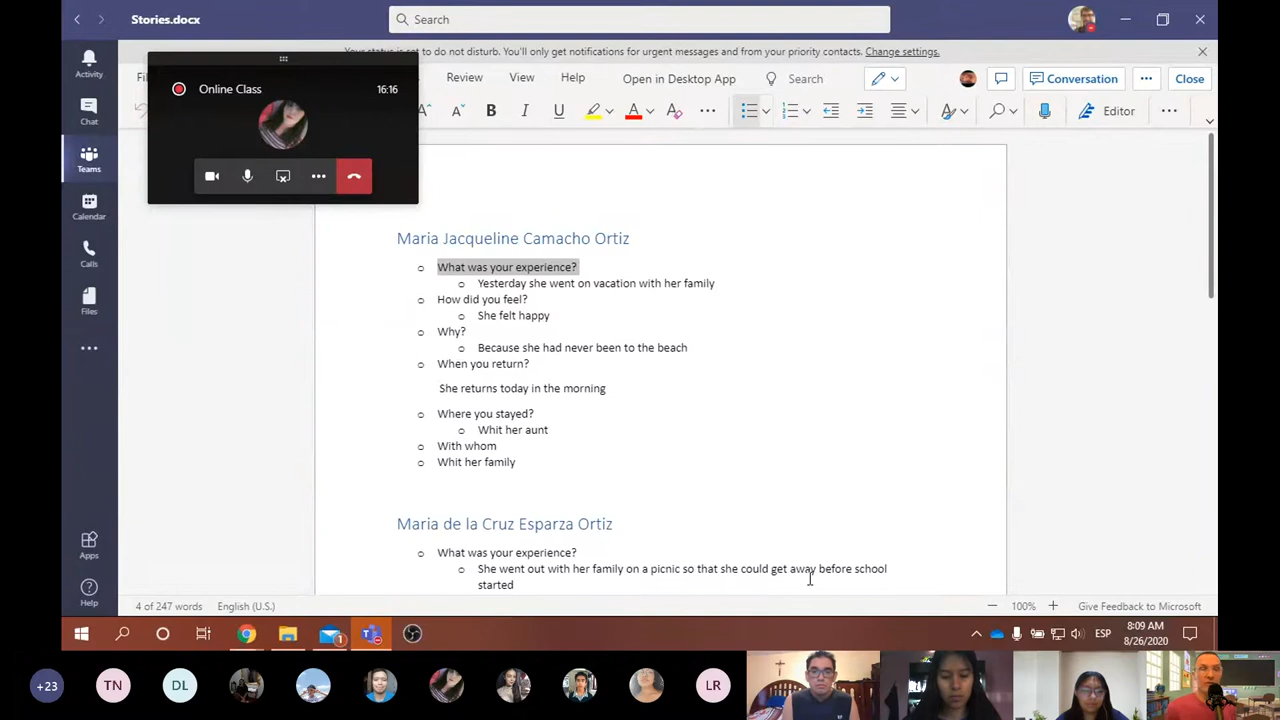 Stories.docx
Search
Activity
Chat
Teams
Calendar
Calls
Files
Apps
Help
Your status is set to do not disturb. You'll only get notifications for urgent messages and from your priority contacts. Change settings.
Online Class 16:16
Review View Help Open in Desktop App Search Conversation Close
B I U A Editor
Maria Jacqueline Camacho Ortiz
What was your experience?
Yesterday she went on vacation with her family
How did you feel?
She felt happy
Why?
Because she had never been to the beach
When you return?
She returns today in the morning
Where you stayed?
Whit her aunt
With whom
Whit her family
Maria de la Cruz Esparza Ortiz
What was your experience?
She went out with her family on a picnic so that she could get away before school
started
4 of 247 words English (U.S.) 100% Give Feedback to Microsoft
1 ESP 8:09 AM
8/26/2020
+23 TN DL LR